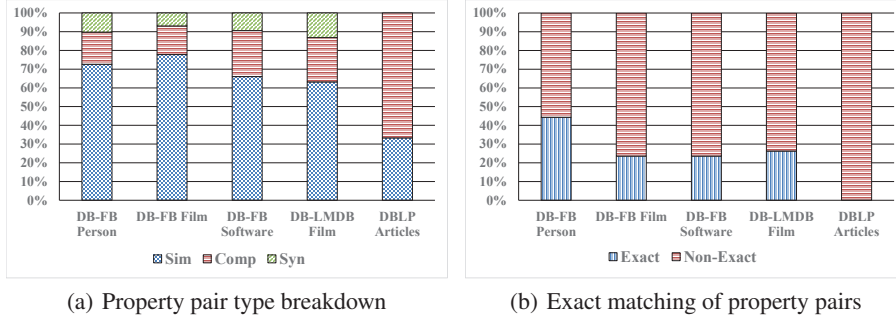 100%
90%
80%
70%
60%
50%
40%
30%
20%
10%
0%
DB-FB Person
DB-FB Film
DB-FB Software
DB-LMDB Film
DBLP Articles
Sim Comp Syn
(a) Property pair type breakdown
100%
90%
80%
70%
60%
50%
40%
30%
20%
10%
0%
DB-FB Person
DB-FB Film
DB-FB Software
DB-LMDB Film
DBLP Articles
Exact Non-Exact
(b) Exact matching of property pairs